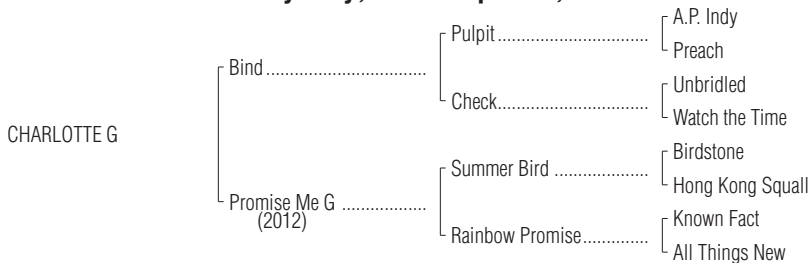 Pulpit
A.P. Indy
Preach
Bind
Check
Unbridled
Watch the Time
CHARLOTTE G
Promise Me G
(2012)
Summer Bird
Birdstone
Hong Kong Squall
Rainbow Promise
Known Fact
All Things New